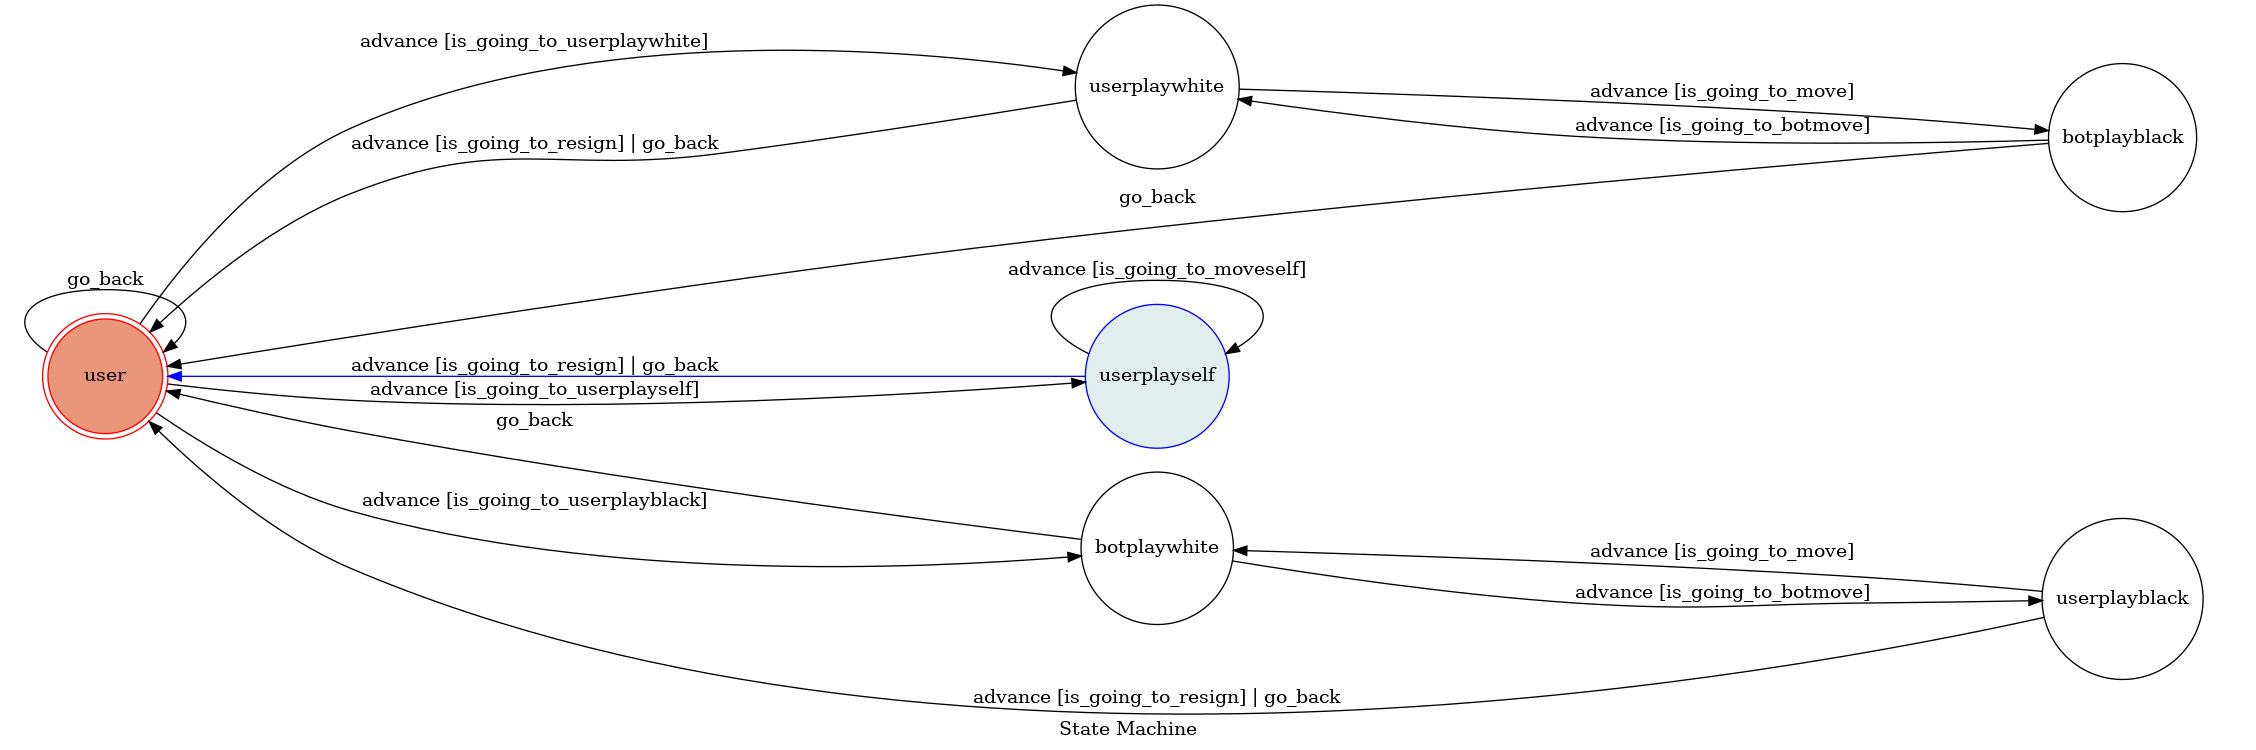 advance [is_going_to_userplaywhite]
userplaywhite
advance [is_going_to_move]
advance [is_going_to_botmove]
botplayblack
advance [is_going_to_resign] | go_back
go_back
go_back
advance [is_going_to_moveself]
user
advance [is_going_to_resign] | go_back
advance [is_going_to_userplayself]
userplayself
go_back
advance [is_going_to_userplayblack]
botplaywhite
advance [is_going_to_move]
advance [is_going_to_botmove]
userplayblack
advance [is_going_to_resign] | go_back
State Machine